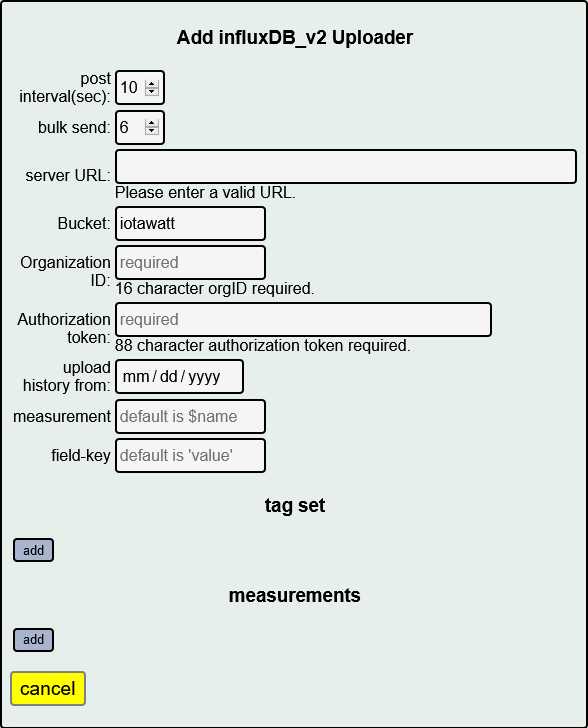 Add influxDB_v2 Uploader
post
interval(sec): 10
bulk send: 6
server URL:
Please enter a valid URL.
Bucket: iotawatt
Organization
ID: required
16 character orgID required.
Authorization
token: required
88 character authorization token required.
upload
history from: mm/dd/yyyy
measurement default is $name
field-key default is 'value'
tag set
add
measurements
add
cancel